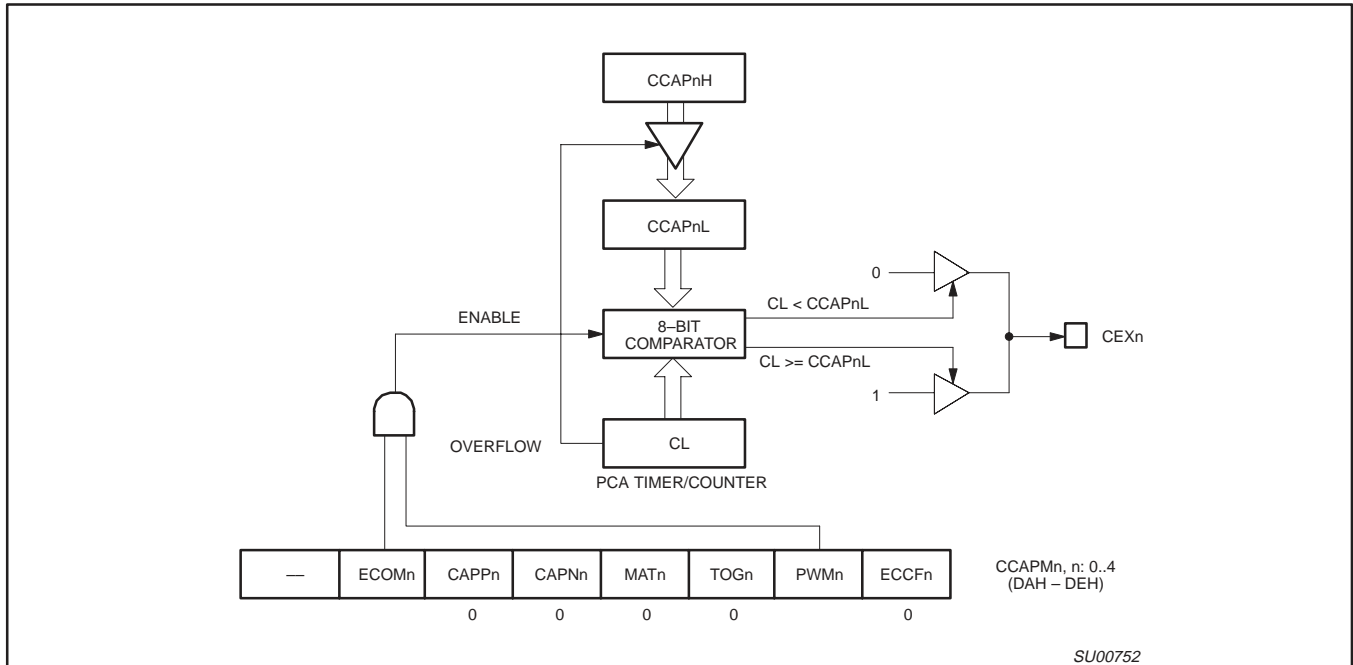 CCAPnH
CCAPnL
0
CL < CCAPnL
ENABLE
8–BIT
COMPARATOR
CEXn
CL >= CCAPnL
1
OVERFLOW
CL
PCA TIMER/COUNTER
–– ECOMn CAPPn CAPNn MATn TOGn PWMn ECCFn
CCAPMn, n: 0..4
(DAH – DEH)
0 0 0 0 0
SU00752